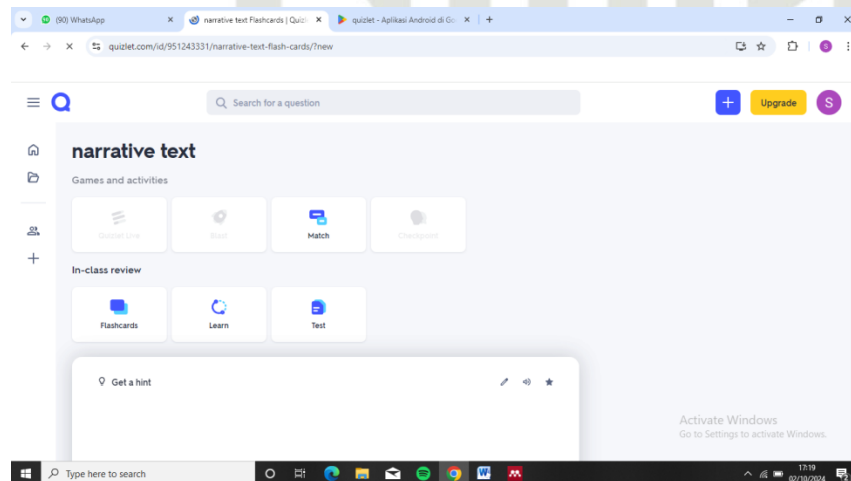 (90) WhatsApp
narrative text Flashcards | Quiz
quizlet - Aplikasi Android di Go
quizlet.com/id/951243331/narrative-text-flash-cards/?new
S
Search for a question
Upgrade
S
narrative text
Games and activities
Quizlet Live
Blast
Match
Checkpoint
In-class review
Flashcards
Learn
Test
Get a hint
Activate Windows
Go to Settings to activate Windows.
Type here to search
17:19
02/10/2024